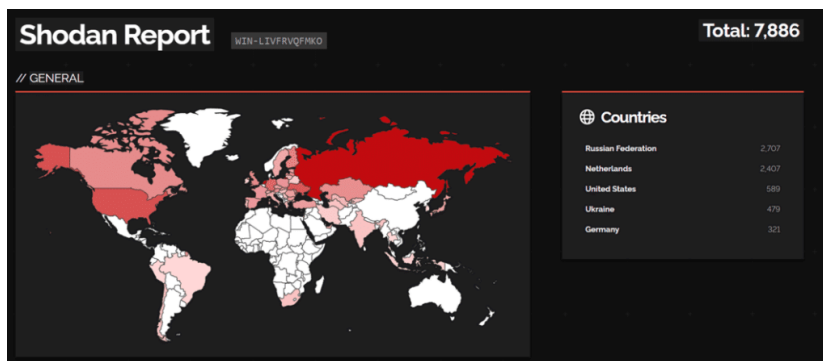 Shodan Report
WIN-LIVFRVQFMKO
Total: 7,886
// GENERAL
Countries
Russian Federation 2,707
Netherlands 2,407
United States 589
Ukraine 479
Germany 321